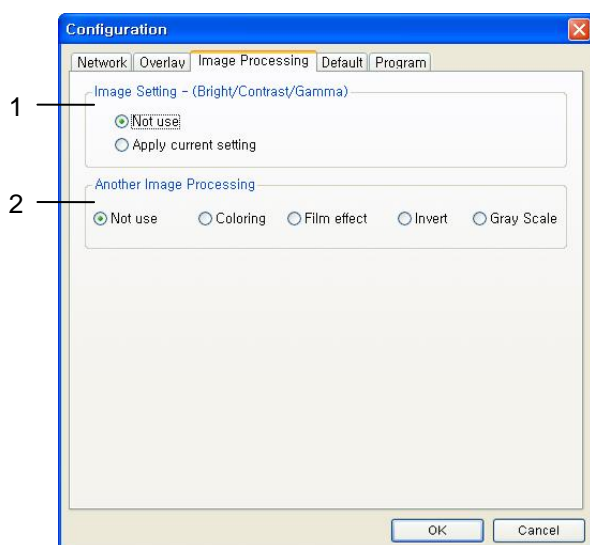 Configuration
Network Overlay Image Processing Default Program
1
Image Setting - (Bright/Contrast/Gamma)
Not use
Apply current setting
2
Another Image Processing
Not use Coloring Film effect Invert Gray Scale
OK Cancel